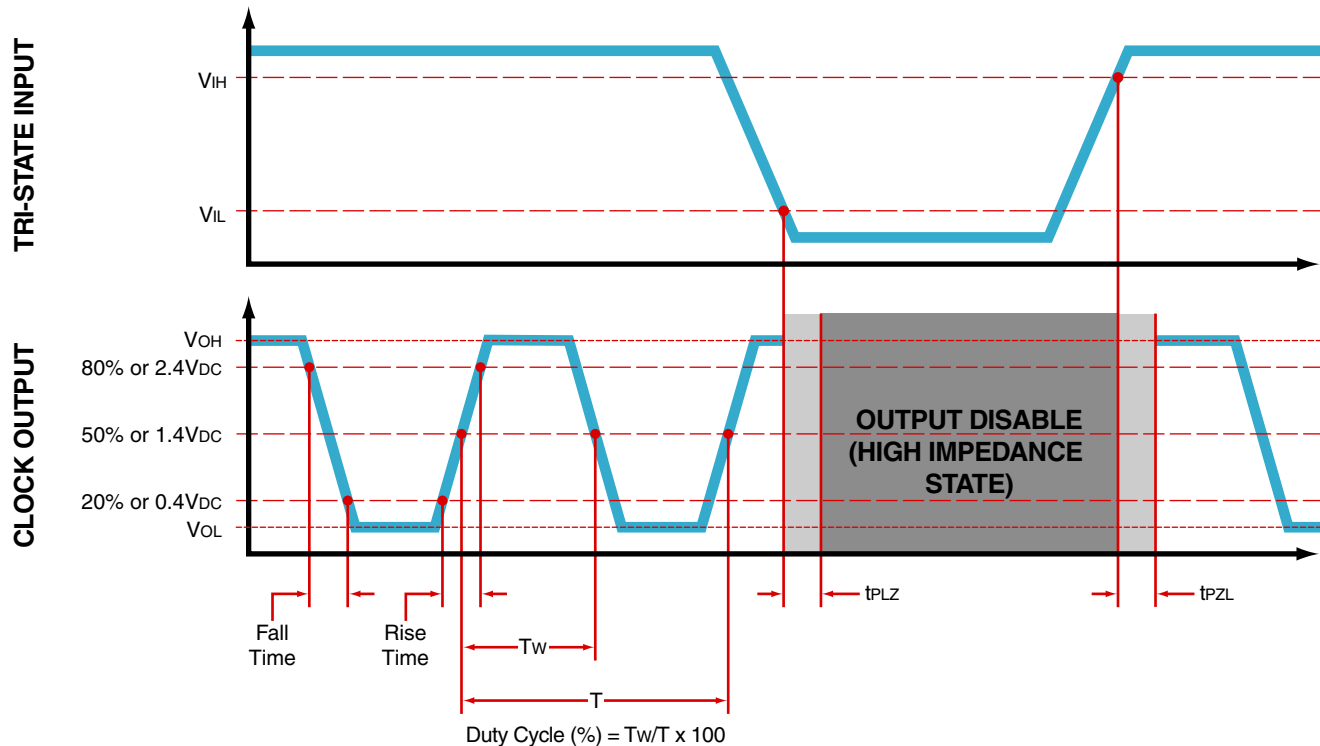 TRI-STATE INPUT
VIH
VIL
CLOCK OUTPUT
VOH
80% or 2.4VDC
50% or 1.4VDC
20% or 0.4VDC
VOL
OUTPUT DISABLE
(HIGH IMPEDANCE
STATE)
tPLZ
tPZL
Fall
Time
Rise
Time
TW
T
Duty Cycle (%) = TW/T x 100